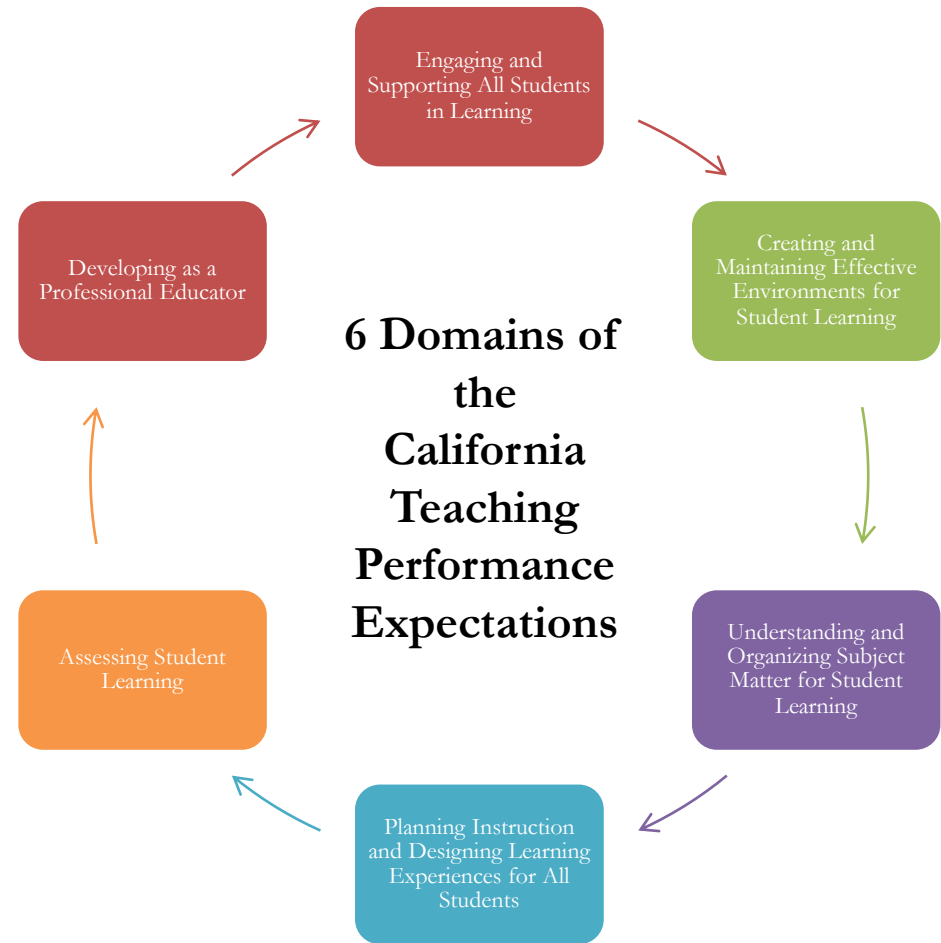 Engaging and
Supporting All Students
in Learning
Creating and
Maintaining Effective
Environments for
Student Learning
Understanding and
Organizing Subject
Matter for Student
Learning
Planning Instruction
and Designing Learning
Experiences for All
Students
Assessing Student
Learning
Developing as a
Professional Educator
6 Domains of
the
California
Teaching
Performance
Expectations